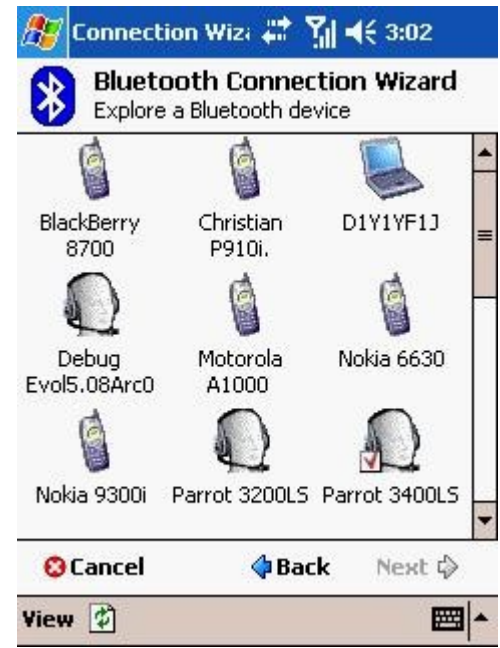 Connection Wiz 3:02
Bluetooth Connection Wizard
Explore a Bluetooth device
BlackBerry 8700
Christian P910i.
D1Y1YF1J
Debug Evol5.08Arc0
Motorola A1000
Nokia 6630
Nokia 9300i
Parrot 3200LS
Parrot 3400LS
Cancel
Back
Next
View